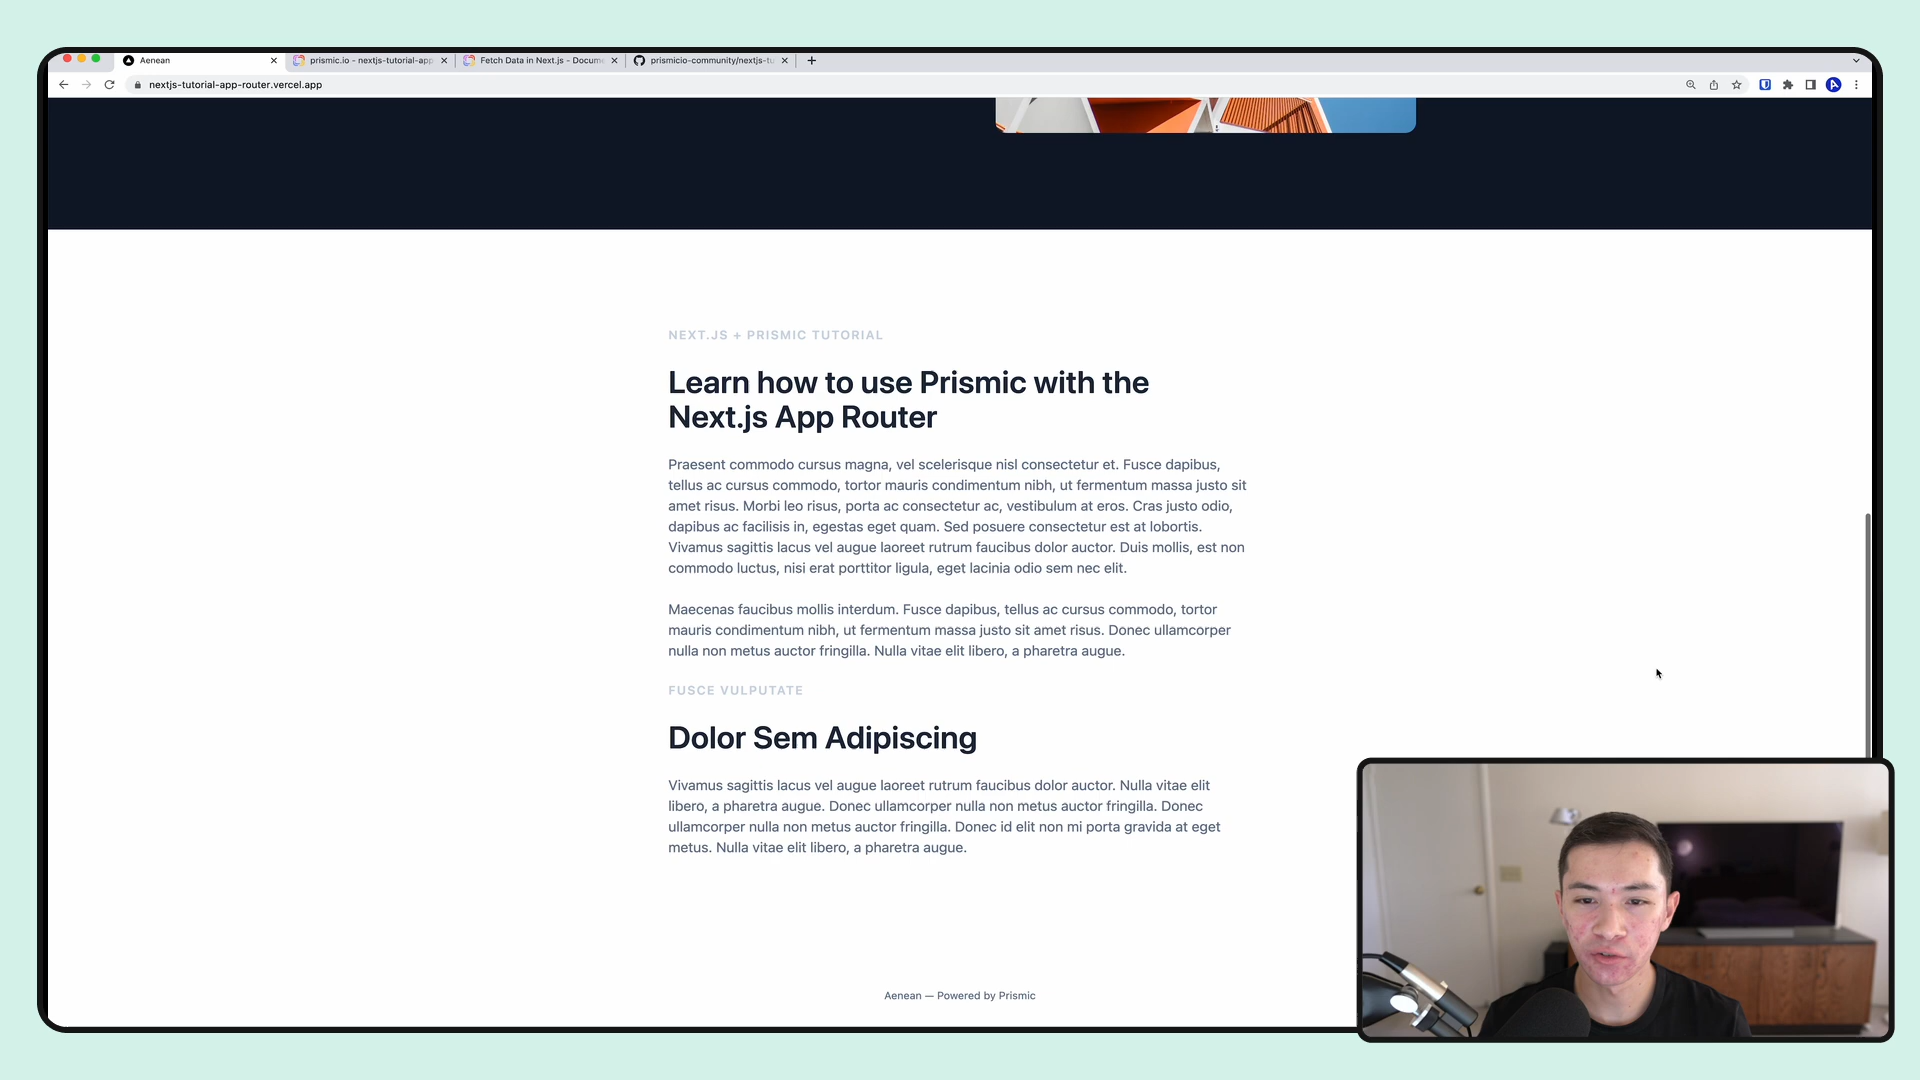 Aenean
prismic.io - nextjs-tutorial-app
Fetch Data in Next.js - Docume
prismicio-community/nextjs-tu
nextjs-tutorial-app-router.vercel.app
NEXT.JS + PRISMIC TUTORIAL
Learn how to use Prismic with the
Next.js App Router
Praesent commodo cursus magna, vel scelerisque nisl consectetur et. Fusce dapibus,
tellus ac cursus commodo, tortor mauris condimentum nibh, ut fermentum massa justo sit
amet risus. Morbi leo risus, porta ac consectetur ac, vestibulum at eros. Cras justo odio,
dapibus ac facilisis in, egestas eget quam. Sed posuere consectetur est at lobortis.
Vivamus sagittis lacus vel augue laoreet rutrum faucibus dolor auctor. Duis mollis, est non
commodo luctus, nisi erat porttitor ligula, eget lacinia odio sem nec elit.
Maecenas faucibus mollis interdum. Fusce dapibus, tellus ac cursus commodo, tortor
mauris condimentum nibh, ut fermentum massa justo sit amet risus. Donec ullamcorper
nulla non metus auctor fringilla. Nulla vitae elit libero, a pharetra augue.
FUSCE VULPUTATE
Dolor Sem Adipiscing
Vivamus sagittis lacus vel augue laoreet rutrum faucibus dolor auctor. Nulla vitae elit
libero, a pharetra augue. Donec ullamcorper nulla non metus auctor fringilla. Donec
ullamcorper nulla non metus auctor fringilla. Donec id elit non mi porta gravida at eget
metus. Nulla vitae elit libero, a pharetra augue.
Aenean — Powered by Prismic